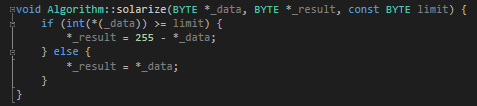 void Algorithm::solarize(BYTE *_data, BYTE *_result, const BYTE limit) {
    if (int(*(_data)) >= limit) {
        *_result = 255 - *_data;
    } else {
        *_result = *_data;
    }
}